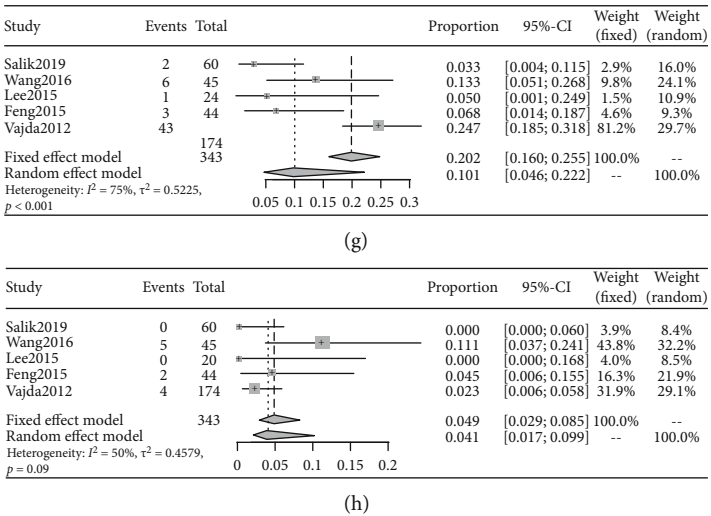 Study Events Total Proportion 95%-CI Weight (fixed) Weight (random)
Salik2019 2 60 0.033 [0.004; 0.115] 2.9% 16.0%
Wang2016 6 45 0.133 [0.051; 0.268] 9.8% 24.1%
Lee2015 1 24 0.050 [0.001; 0.249] 1.5% 10.9%
Feng2015 3 44 0.068 [0.014; 0.187] 4.6% 9.3%
Vajda2012 43 0.247 [0.185; 0.318] 81.2% 29.7%
174
Fixed effect model 343 0.202 [0.160; 0.255] 100.0% --
Random effect model 0.101 [0.046; 0.222] -- 100.0%
Heterogeneity: I² = 75%, τ² = 0.5225,
p < 0.001
0.05 0.1 0.15 0.2 0.25 0.3
(g)
Study Events Total Proportion 95%-CI Weight (fixed) Weight (random)
Salik2019 0 60 0.000 [0.000; 0.060] 3.9% 8.4%
Wang2016 5 45 0.111 [0.037; 0.241] 43.8% 32.2%
Lee2015 0 20 0.000 [0.000; 0.168] 4.0% 8.5%
Feng2015 2 44 0.045 [0.006; 0.155] 16.3% 21.9%
Vajda2012 4 174 0.023 [0.006; 0.058] 31.9% 29.1%
Fixed effect model 343 0.049 [0.029; 0.085] 100.0% --
Random effect model 0.041 [0.017; 0.099] -- 100.0%
Heterogeneity: I² = 50%, τ² = 0.4579,
p = 0.09
0 0.05 0.1 0.15 0.2
(h)